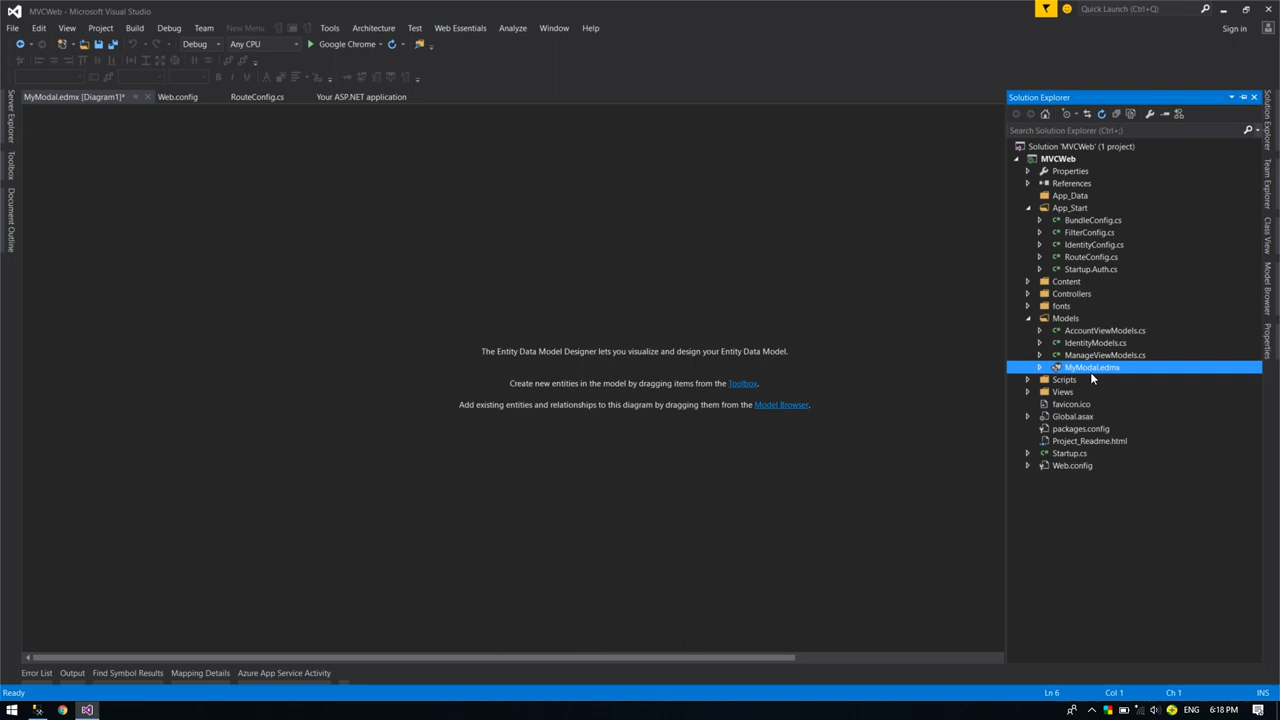 MVCWeb - Microsoft Visual Studio
Quick Launch (Ctrl+Q)
File Edit View Project Build Debug Team New Menu Tools Architecture Test Web Essentials Analyze Window Help
Sign in
Debug Any CPU Google Chrome
MyModal.edmx [Diagram1]* Web.config RouteConfig.cs Your ASP.NET application
Server Explorer
Toolbox
Document Outline
The Entity Data Model Designer lets you visualize and design your Entity Data Model.
Create new entities in the model by dragging items from the Toolbox.
Add existing entities and relationships to this diagram by dragging them from the Model Browser.
Solution Explorer
Search Solution Explorer (Ctrl+;)
Solution 'MVCWeb' (1 project)
MVCWeb
Properties
References
App_Data
App_Start
BundleConfig.cs
FilterConfig.cs
IdentityConfig.cs
RouteConfig.cs
Startup.Auth.cs
Content
Controllers
fonts
Models
AccountViewModels.cs
IdentityModels.cs
ManageViewModels.cs
MyModal.edmx
Scripts
Views
favicon.ico
Global.asax
packages.config
Project_Readme.html
Startup.cs
Web.config
Solution Explorer
Team Explorer
Class View
Model Browser
Properties
Error List Output Find Symbol Results Mapping Details Azure App Service Activity
Ready Ln 6 Col 1 Ch 1 INS
ENG 6:18 PM